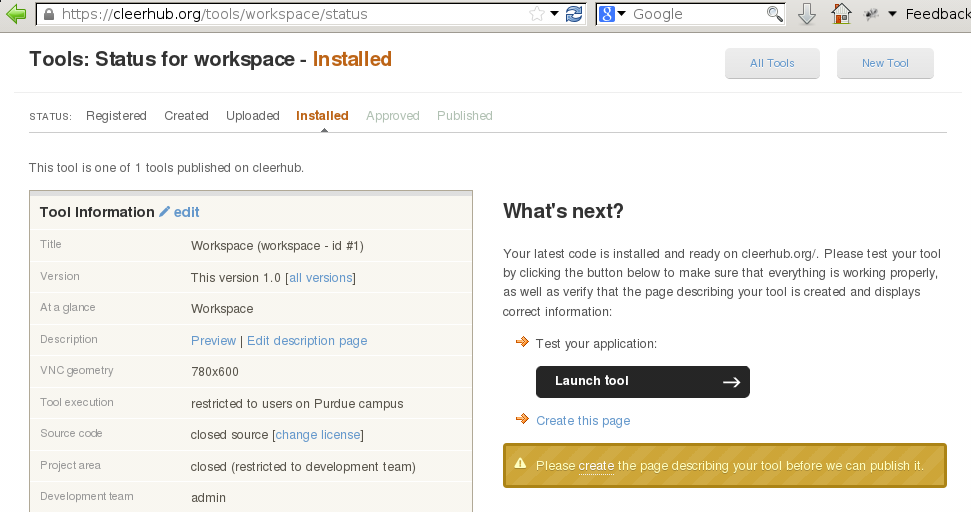 https://cleerhub.org/tools/workspace/status
Google
Feedback
Tools: Status for workspace - Installed
All Tools
New Tool
STATUS: Registered Created Uploaded Installed Approved Published
This tool is one of 1 tools published on cleerhub.
Tool Information edit
Title Workspace (workspace - id #1)
Version This version 1.0 [all versions]
At a glance Workspace
Description Preview | Edit description page
VNC geometry 780x600
Tool execution restricted to users on Purdue campus
Source code closed source [change license]
Project area closed (restricted to development team)
Development team admin
What's next?
Your latest code is installed and ready on cleerhub.org/. Please test your tool
by clicking the button below to make sure that everything is working properly,
as well as verify that the page describing your tool is created and displays
correct information:
Test your application:
Launch tool
Create this page
Please create the page describing your tool before we can publish it.